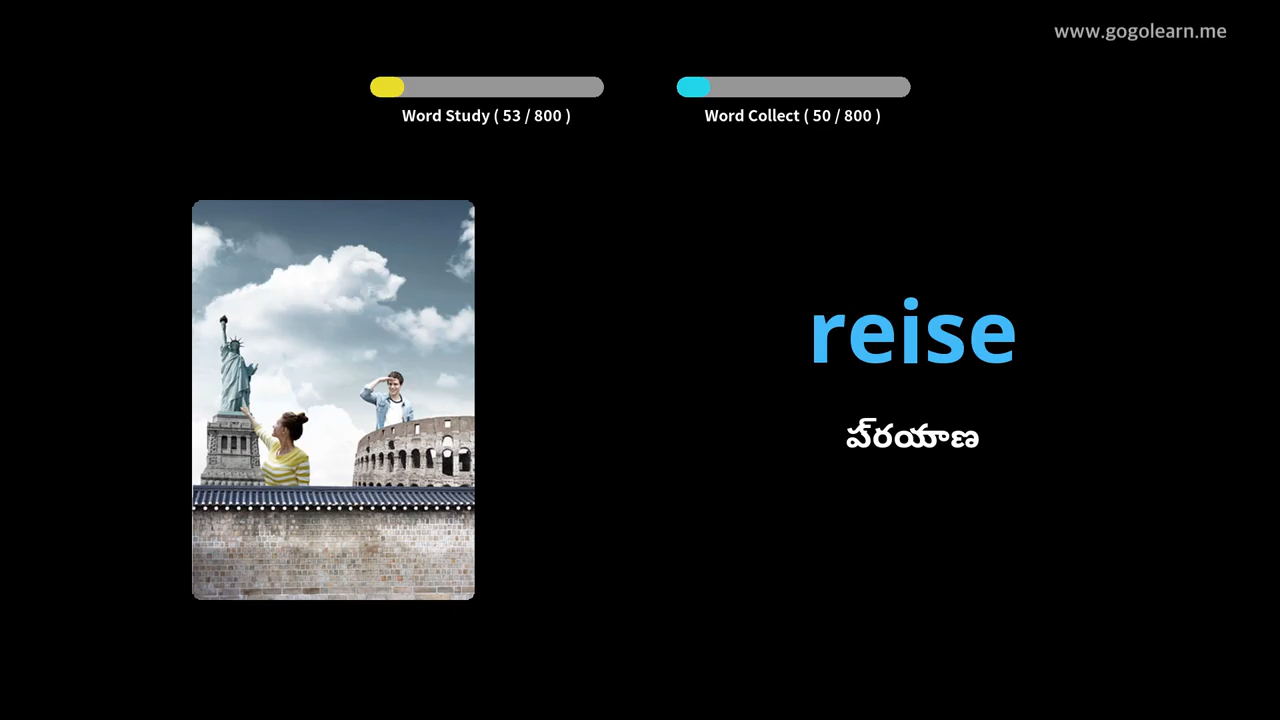 www.gogolearn.me
Word Study ( 53 / 800 )
Word Collect ( 50 / 800 )
reise
ప్రయాణ